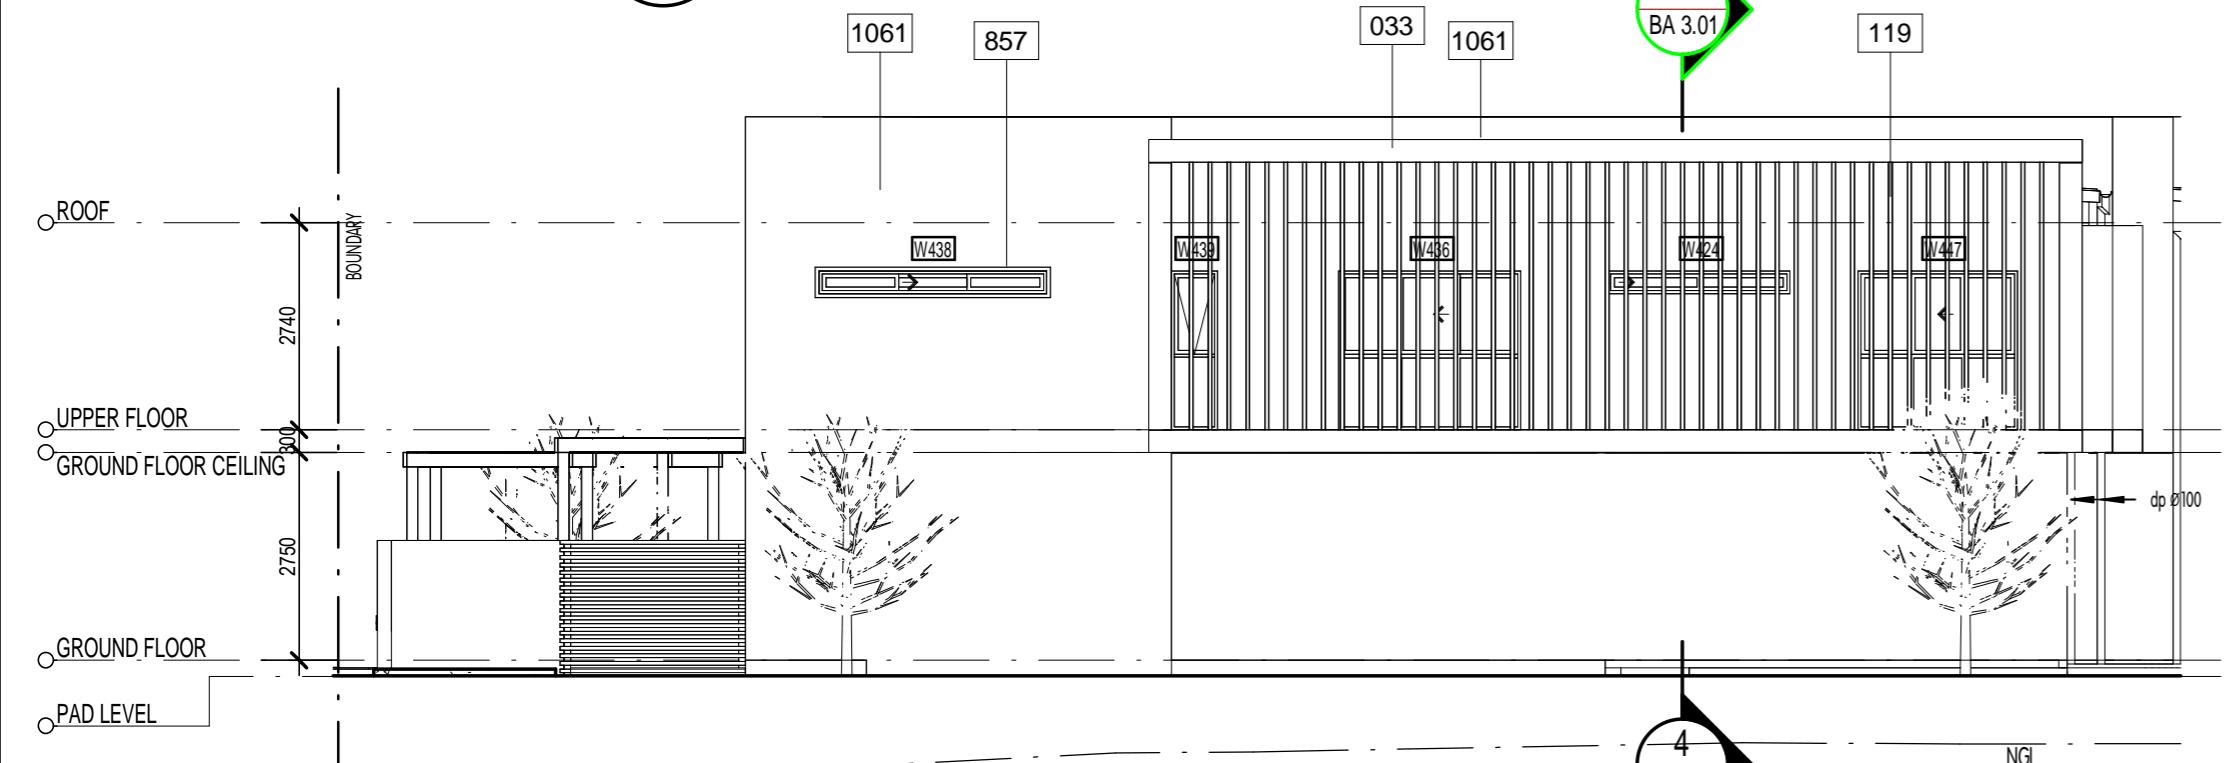 BA 3.01
1061
857
033
1061
119
ROOF
BOUNDARY
W438
W439
W436
W424
W447
2740
UPPER FLOOR
300
GROUND FLOOR CEILING
dp Ø100
2750
GROUND FLOOR
PAD LEVEL
4
NGL